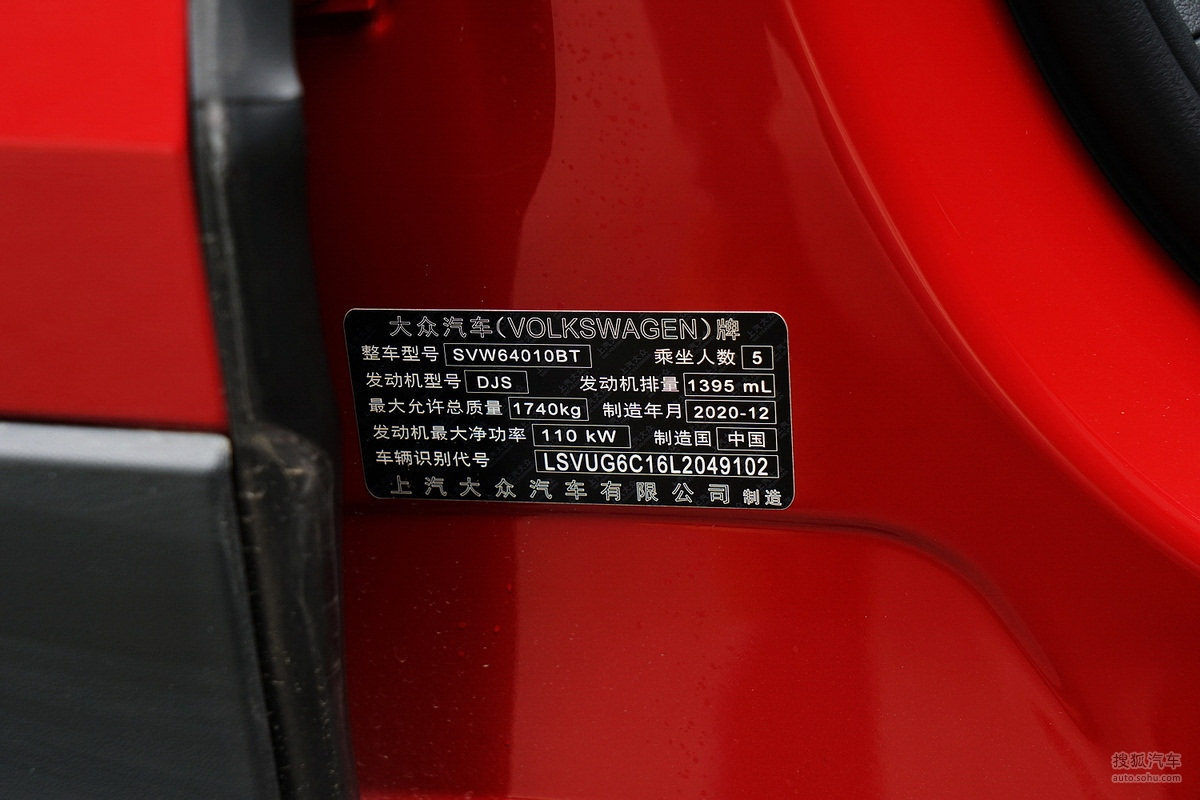 大众汽车(VOLKSWAGEN)牌
整车型号 SVW64010BT 乘坐人数 5
发动机型号 DJS 发动机排量 1395 mL
最大允许总质量 1740kg 制造年月 2020-12
发动机最大净功率 110 kW 制造国 中国
车辆识别代号 LSVUG6C16L2049102
上汽大众汽车有限公司 制造
搜狐汽车
auto.sohu.com